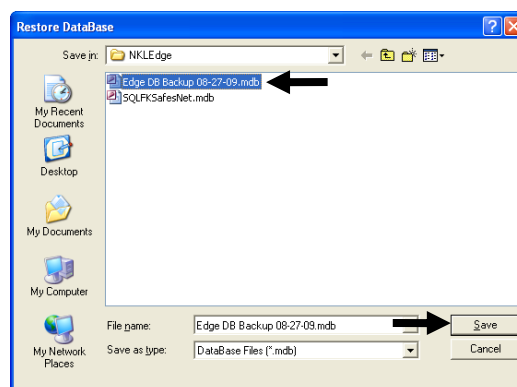 Restore DataBase
Save in: NKLEdge
Edge DB Backup 08-27-09.mdb
SQLFKSafesNet.mdb
My Recent
Documents
Desktop
My Documents
My Computer
My Network
Places
File name: Edge DB Backup 08-27-09.mdb Save
Save as type: DataBase Files (*.mdb) Cancel